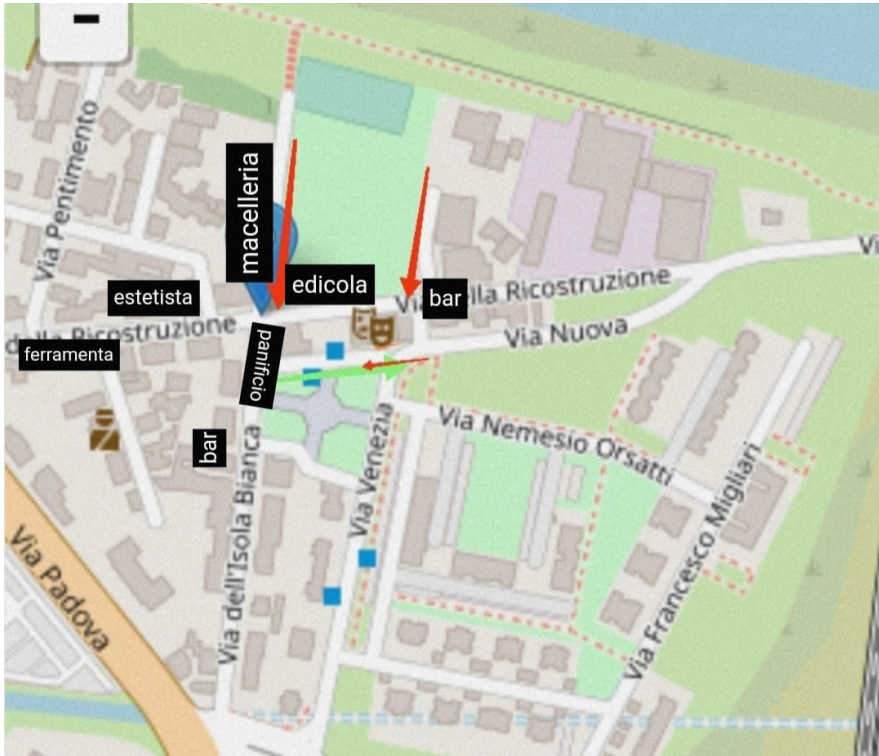 Via Pentimento
macelleria
edicola
estetista
bar
Via della Ricostruzione
Vi
della Ricostruzione
Via Nuova
ferramenta
panificio
bar
Via Nemesio Orsatti
Via Venezia
Via dell'Isola Bianca
Via Francesco Migliari
Via Padova